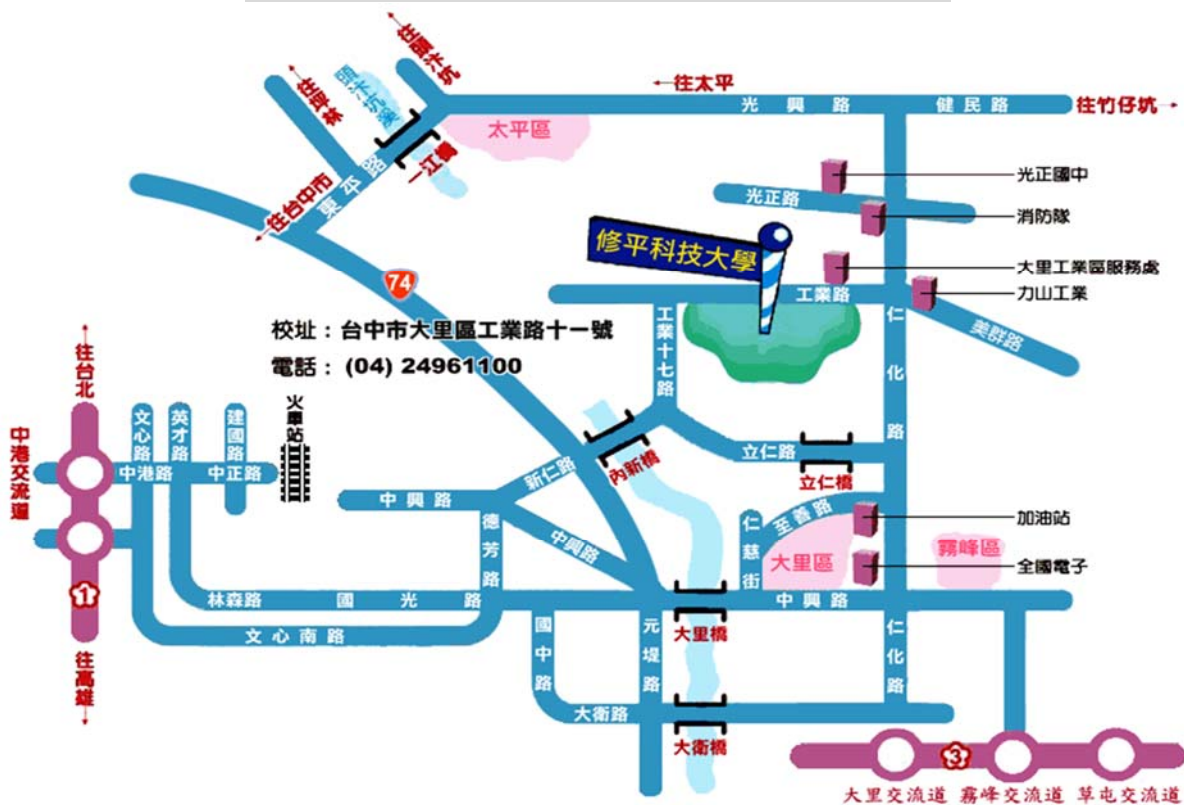 往頭汴坑
往太平
往坪林
頭汴坑溪
光興路
健民路
往竹仔坑
太平區
一江橋
東平路
往台中市
光正國中
光正路
消防隊
修平科技大學
大里工業區服務處
74
工業路
力山工業
校址：台中市大里區工業路十一號
電話：(04) 24961100
工業十七路
仁化路
美群路
往台北
中港交流道
文心路
英才路
建國路
火車站
中港路
中正路
新仁路
內新橋
立仁路
立仁橋
中興路
德芳路
中興路
仁慈街
至善路
加油站
大里區
霧峰區
全國電子
1
林森路
國光路
中興路
文心南路
大里橋
國中路
元堤路
仁化路
往高雄
大衛路
大衛橋
3
大里交流道
霧峰交流道
草屯交流道